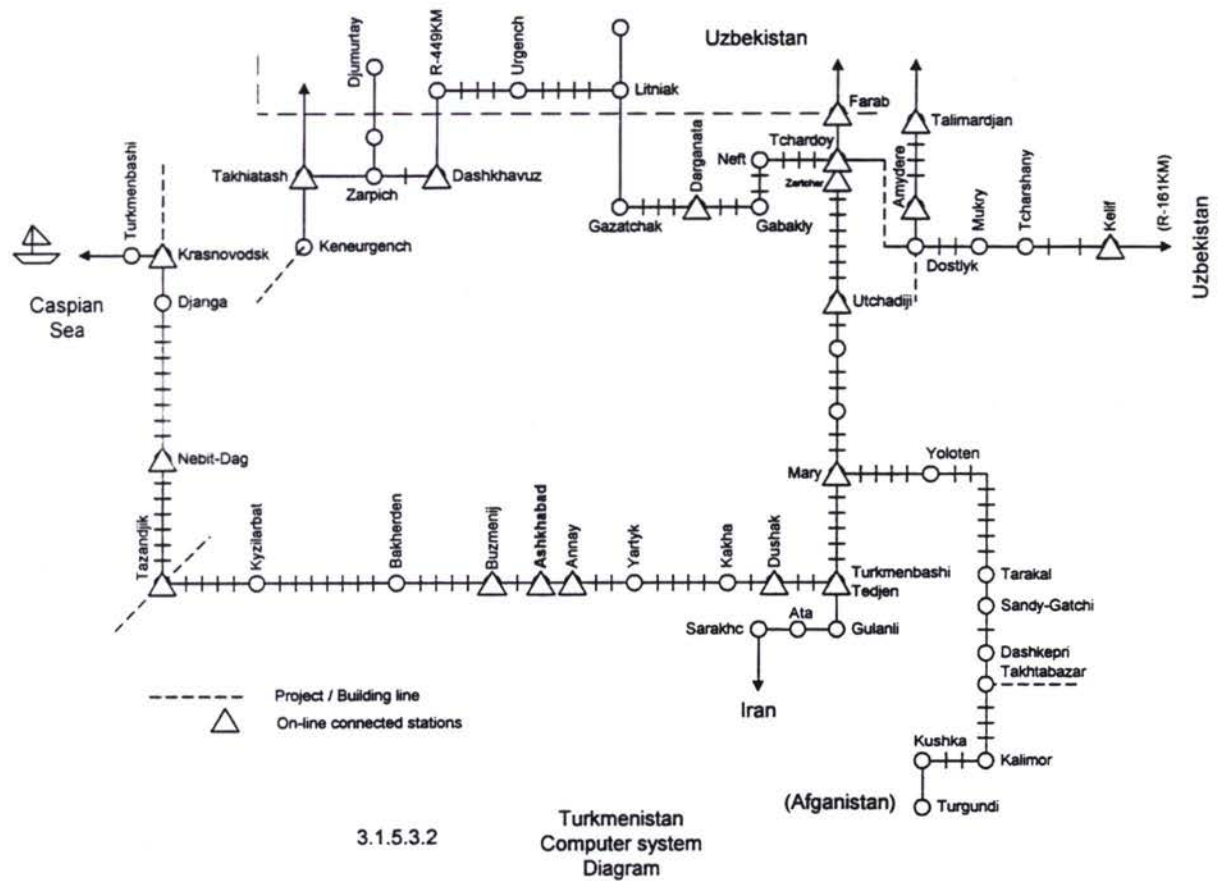 Uzbekistan
Djumurtay
R-449KM
Urgench
Litniak
Farab
Talimardjan
Takhiatash
Zarpich
Dashkhavuz
Neft
Tchardoy
Darganata
Gazatchak
Gabakly
Amydere
Mukry
Tcharshany
Kelif
(R-161KM)
Uzbekistan
Dostlyk
Turkmenbashi
Krasnovodsk
Keneurgench
Djanga
Caspian
Sea
Utchadiji
Nebit-Dag
Mary
Yoloten
Tazandjik
Kyzilarbat
Bakherden
Buzmenij
Ashkhabad
Annay
Yartyk
Kakha
Dushak
Turkmenbashi
Tedjen
Tarakal
Sandy-Gatchi
Sarakhc
Ata
Gulanli
Dashkepri
Takhtabazar
Project / Building line
On-line connected stations
Iran
Kushka
Kalimor
(Afganistan)
Turgundi
3.1.5.3.2
Turkmenistan
Computer system
Diagram